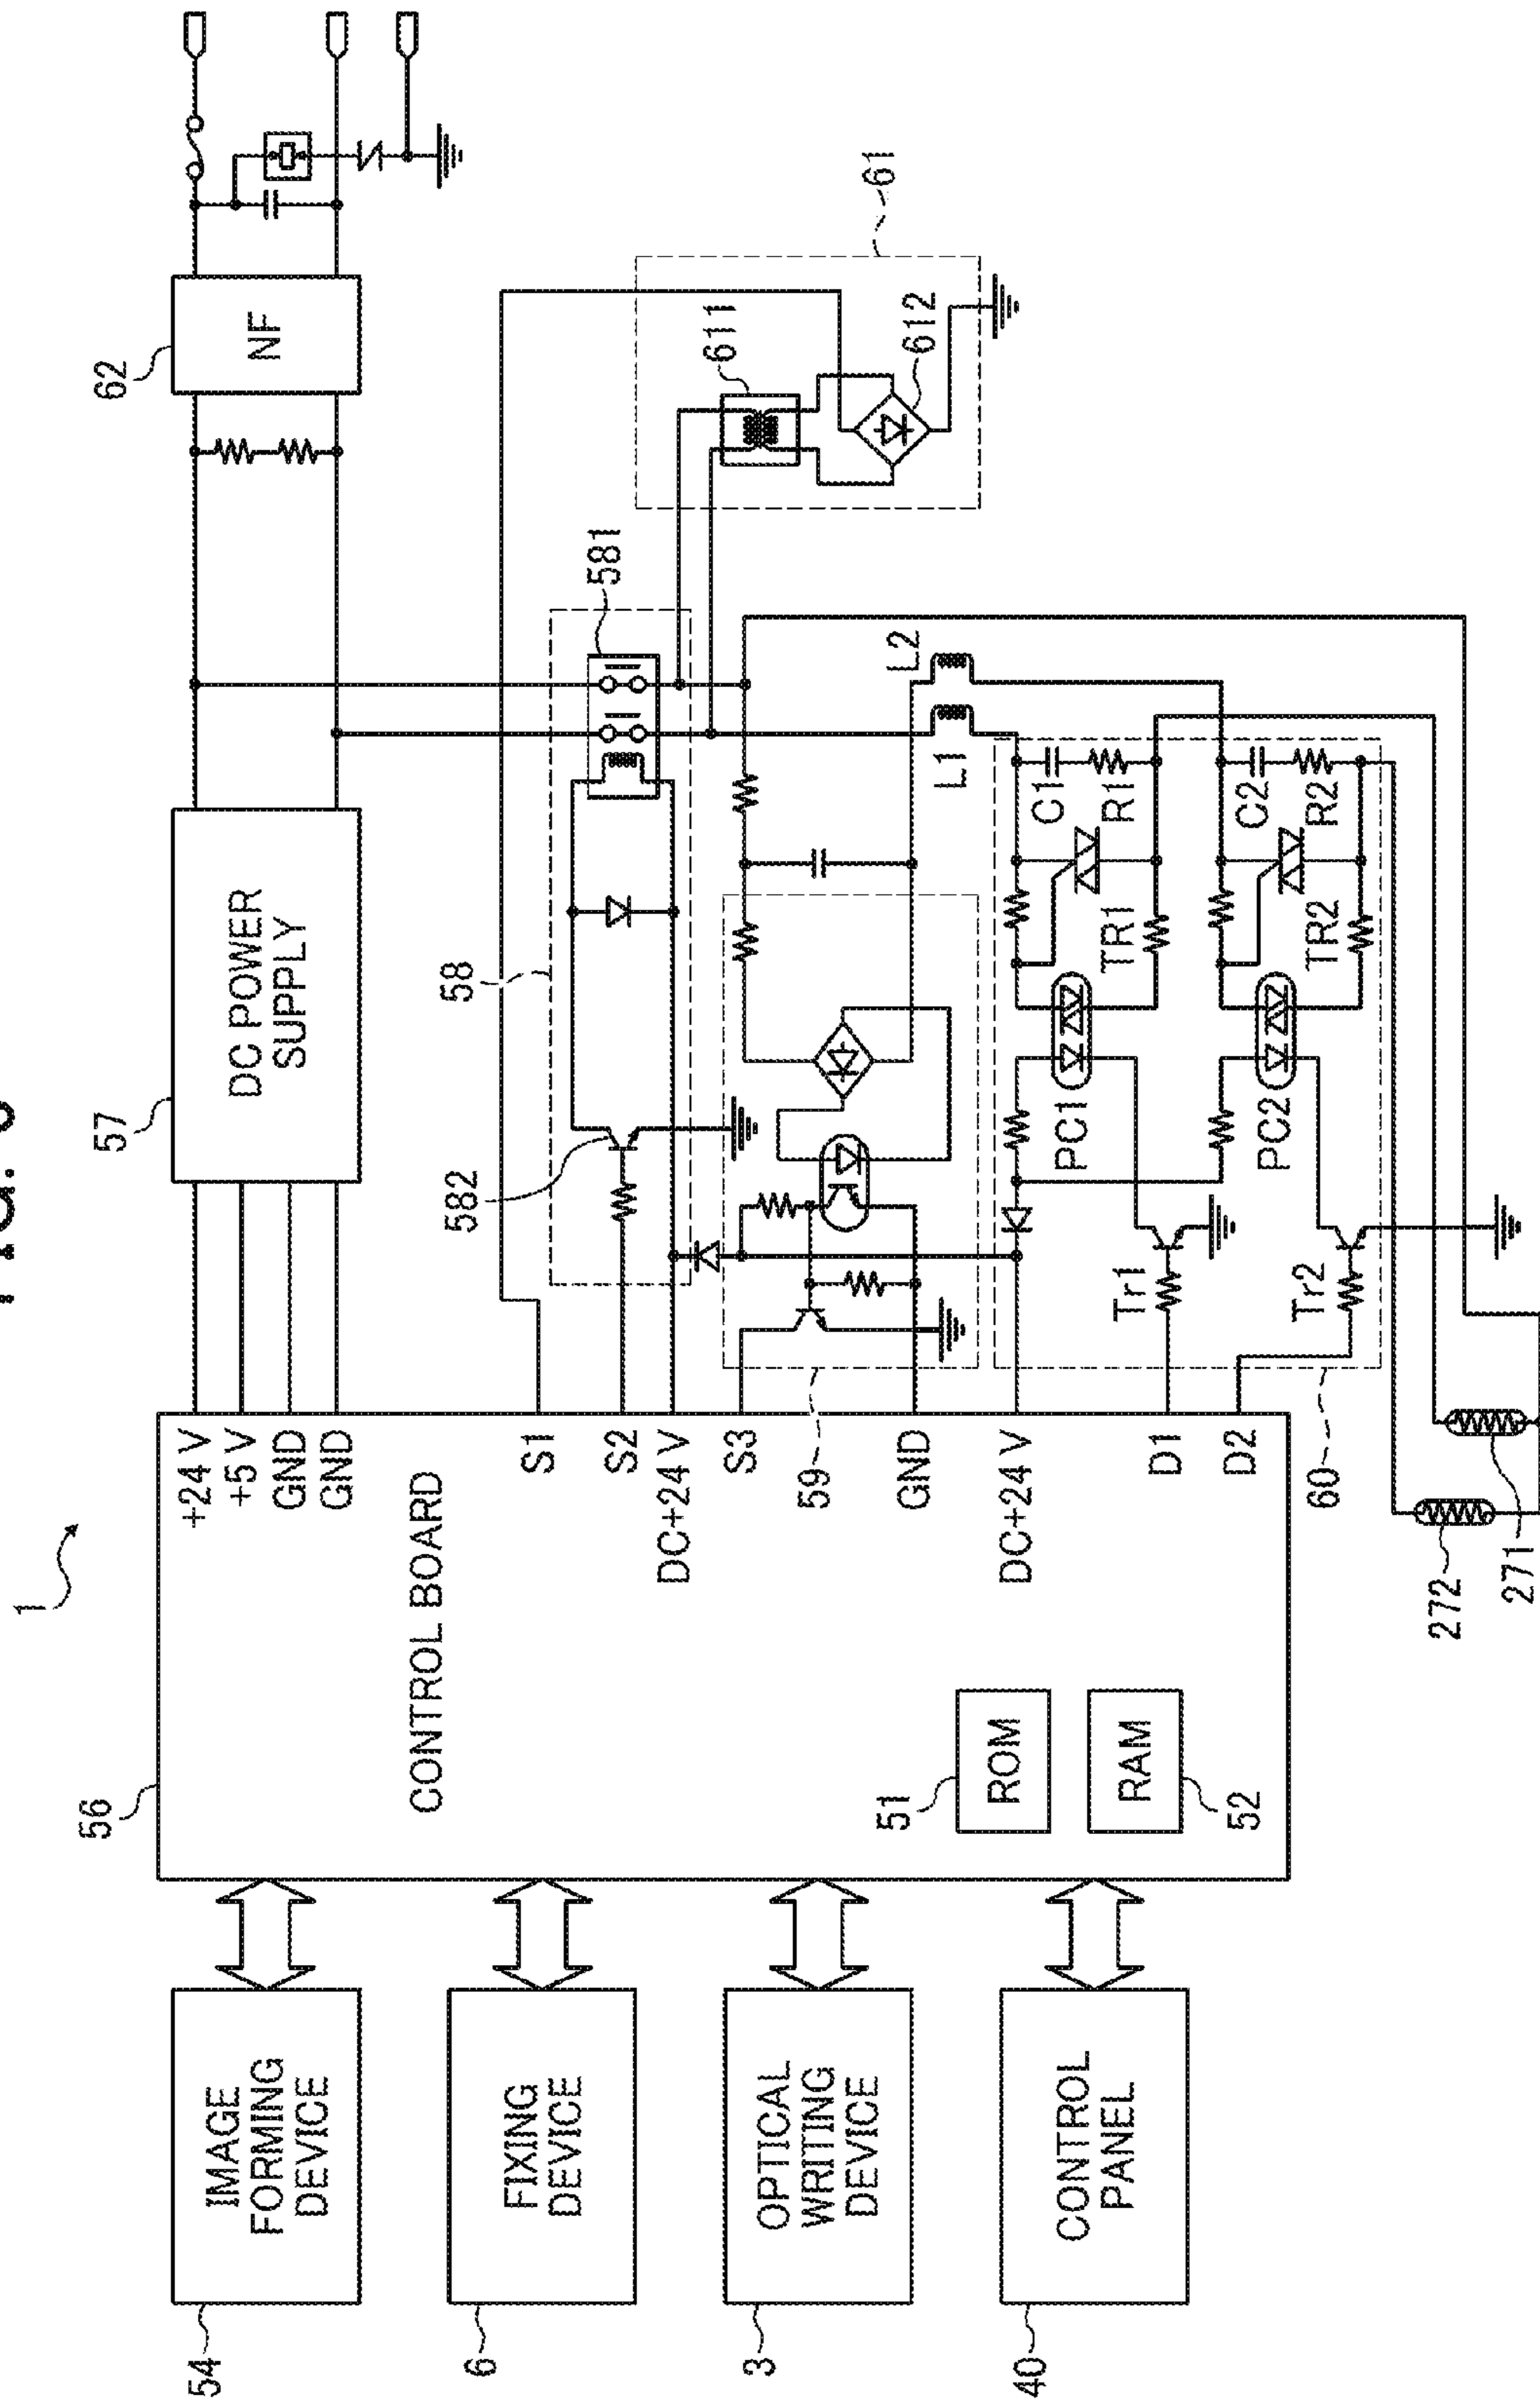 1
54
IMAGE
FORMING
DEVICE
6
FIXING
DEVICE
3
OPTICAL
WRITING
DEVICE
40
CONTROL
PANEL
56
CONTROL BOARD
51
ROM
RAM
52
+24 V
+5 V
GND
GND
S1
S2
DC+24 V
S3
GND
DC+24 V
D1
D2
57
DC POWER
SUPPLY
62
NF
58
581
582
59
61
611
612
L2
L1
60
C1
R1
TR1
PC1
C2
R2
TR2
PC2
Tr1
Tr2
272
271